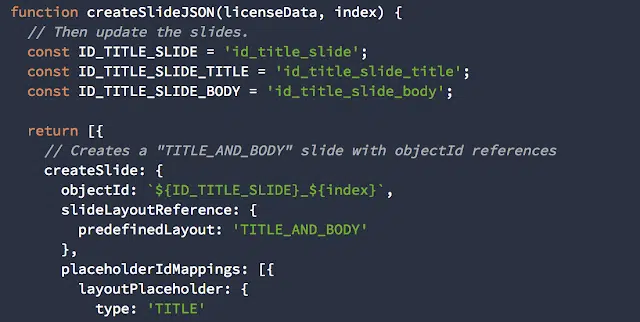 function createSlideJSON(licenseData, index) {
  // Then update the slides.
  const ID_TITLE_SLIDE = 'id_title_slide';
  const ID_TITLE_SLIDE_TITLE = 'id_title_slide_title';
  const ID_TITLE_SLIDE_BODY = 'id_title_slide_body';

  return [{
    // Creates a "TITLE_AND_BODY" slide with objectId references
    createSlide: {
      objectId: `${ID_TITLE_SLIDE}_${index}`,
      slideLayoutReference: {
        predefinedLayout: 'TITLE_AND_BODY'
      },
      placeholderIdMappings: [{
        layoutPlaceholder: {
          type: 'TITLE'